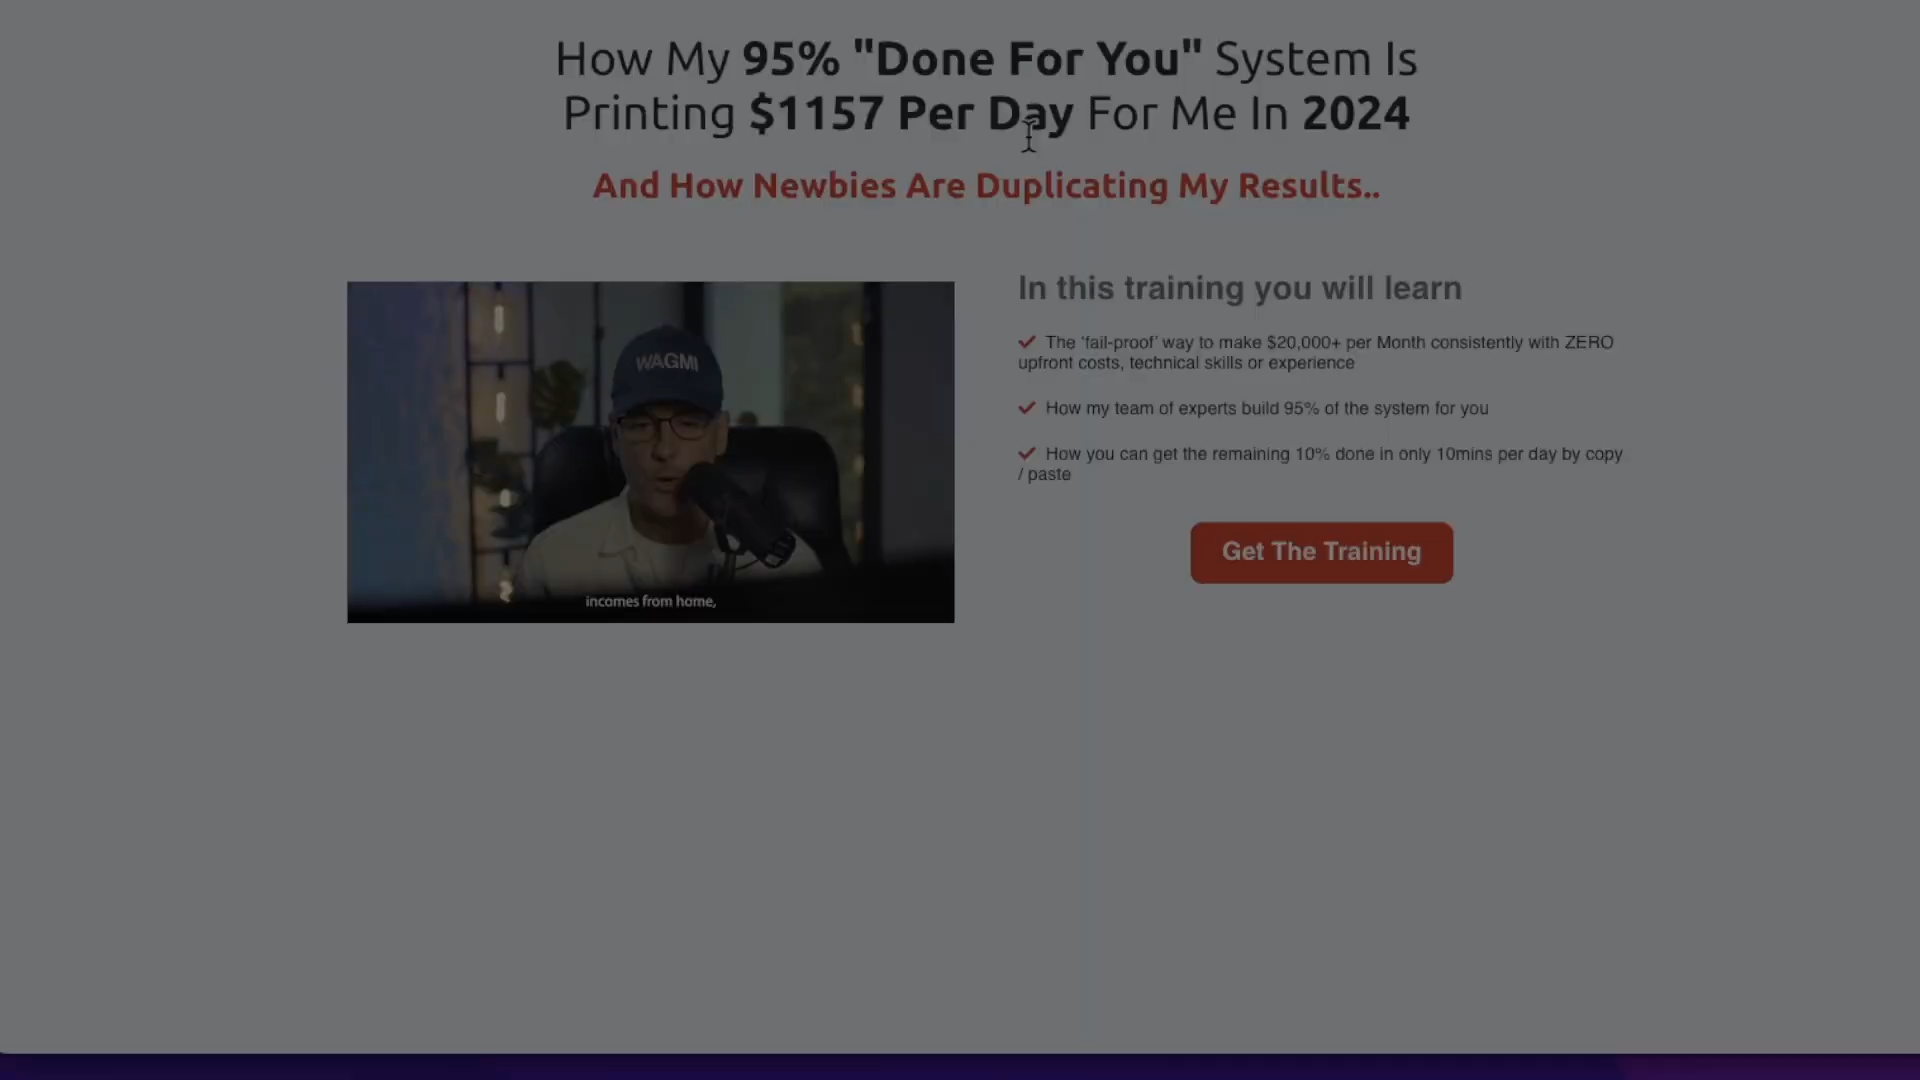 How My 95% "Done For You" System Is
Printing $1157 Per Day For Me In 2024
And How Newbies Are Duplicating My Results..
WAGMI
incomes from home,
In this training you will learn
The 'fail-proof' way to make $20,000+ per Month consistently with ZERO
upfront costs, technical skills or experience
How my team of experts build 95% of the system for you
How you can get the remaining 10% done in only 10mins per day by copy
/ paste
Get The Training